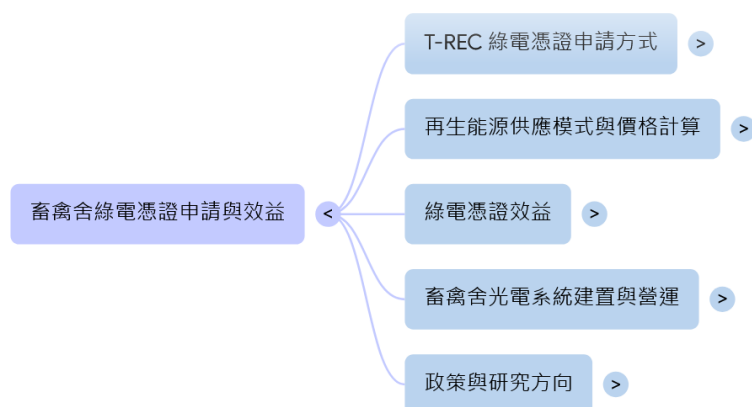 T-REC 綠電憑證申請方式 >
再生能源供應模式與價格計算 >
畜禽舍綠電憑證申請與效益 <
綠電憑證效益 >
畜禽舍光電系統建置與營運 >
政策與研究方向 >